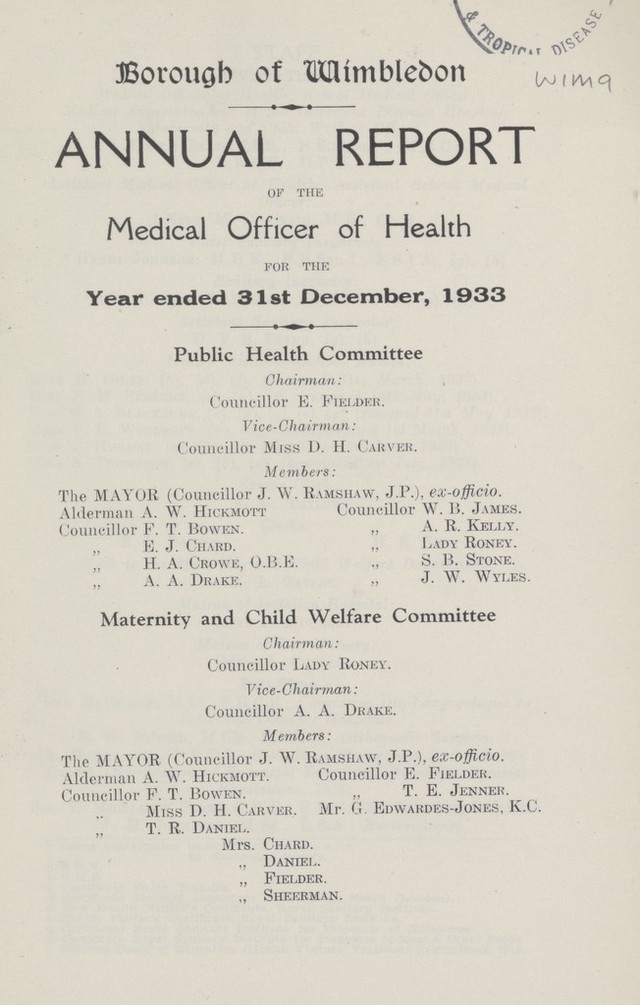 & TROPICAL DISEASE
WIMA
Borough of Wimbledon
ANNUAL REPORT
OF THE
Medical Officer of Health
FOR THE
Year ended 31st December, 1933
Public Health Committee
Chairman:
Councillor E. FIELDER.
Vice-Chairman:
Councillor MISS D. H. CARVER.
Members:
The MAYOR (Councillor J. W. RAMSHAW, J.P.), ex-officio.
Alderman A. W. HICKMOTT Councillor W. B. JAMES.
Councillor F. T. BOWEN. „ A. R. KELLY.
„ E. J. CHARD. „ LADY RONEY.
„ H. A. CROWE, O.B.E. „ S. B. STONE.
„ A. A. DRAKE. „ J. W. WYLES.
Maternity and Child Welfare Committee
Chairman:
Councillor LADY RONEY.
Vice-Chairman:
Councillor A. A. DRAKE.
Members:
The MAYOR (Councillor J. W. RAMSHAW, J.P.), ex-officio.
Alderman A. W. HICKMOTT. Councillor E. FIELDER.
Councillor F. T. BOWEN. „ T. E. JENNER.
„ MISS D. H. CARVER. Mr. G. EDWARDES-JONES, K.C.
„ T. R. DANIEL.
Mrs. CHARD.
„ DANIEL.
„ FIELDER.
„ SHEERMAN.